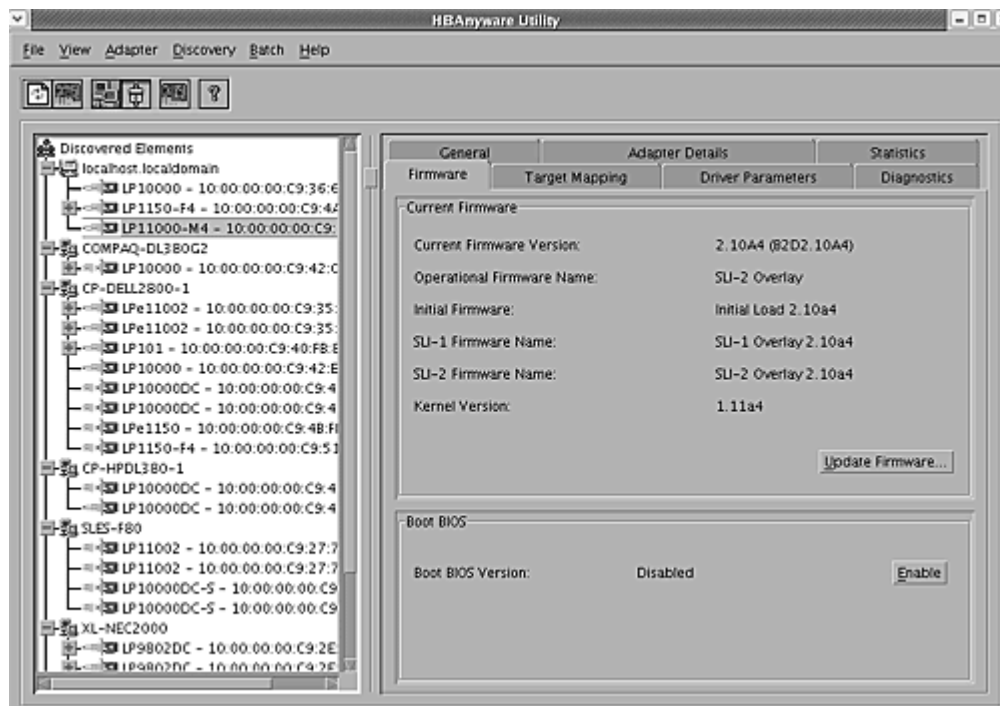 HBAnyware Utility
File View Adapter Discovery Batch Help
Discovered Elements
localhost.localdomain
LP10000 - 10:00:00:00:C9:36:6
LP1150-F4 - 10:00:00:00:C9:4A
LP11000-M4 - 10:00:00:00:C9:
COMPAQ-DL380G2
LP10000 - 10:00:00:00:C9:42:C
CP-DELL2800-1
LPe11002 - 10:00:00:00:C9:35:
LPe11002 - 10:00:00:00:C9:35:
LP101 - 10:00:00:00:C9:40:FB:E
LP10000 - 10:00:00:00:C9:42:E
LP10000DC - 10:00:00:00:C9:4
LP10000DC - 10:00:00:00:C9:4
LPe1150 - 10:00:00:00:C9:4B:F
LP1150-F4 - 10:00:00:00:C9:51
CP-HPDL380-1
LP10000DC - 10:00:00:00:C9:4
LP10000DC - 10:00:00:00:C9:4
SLES-F80
LP11002 - 10:00:00:00:C9:27:7
LP11002 - 10:00:00:00:C9:27:7
LP10000DC-S - 10:00:00:00:C9
LP10000DC-S - 10:00:00:00:C9
XL-NEC2000
LP9802DC - 10:00:00:00:C9:2E
LP9802DC - 10:00:00:00:C9:2E
General Adapter Details Statistics
Firmware Target Mapping Driver Parameters Diagnostics
Current Firmware
Current Firmware Version: 2.10A4 (B2D2.10A4)
Operational Firmware Name: SLI-2 Overlay
Initial Firmware: Initial Load 2.10a4
SLI-1 Firmware Name: SLI-1 Overlay 2.10a4
SLI-2 Firmware Name: SLI-2 Overlay 2.10a4
Kernel Version: 1.11a4
Update Firmware...
Boot BIOS
Boot BIOS Version: Disabled
Enable